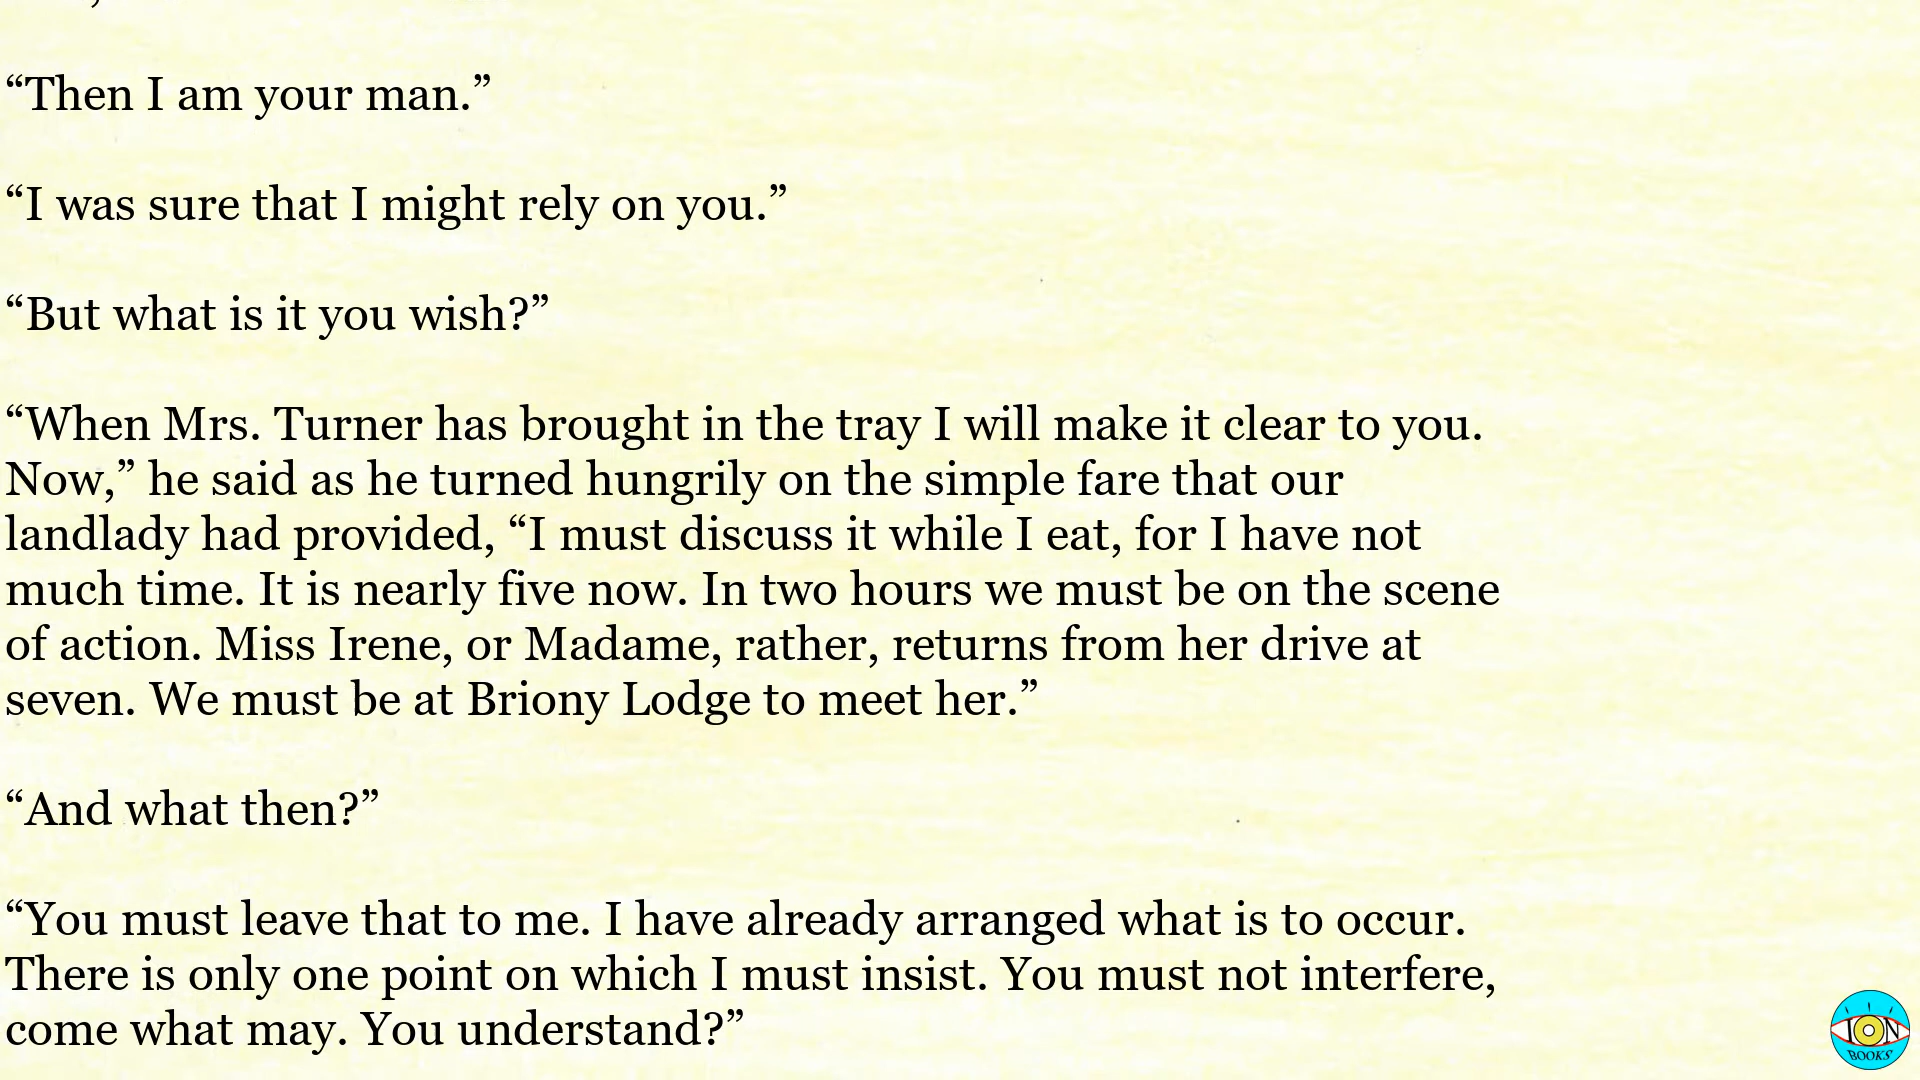 “Then I am your man.”
“I was sure that I might rely on you.”
“But what is it you wish?”
“When Mrs. Turner has brought in the tray I will make it clear to you.
Now,” he said as he turned hungrily on the simple fare that our
landlady had provided, “I must discuss it while I eat, for I have not
much time. It is nearly five now. In two hours we must be on the scene
of action. Miss Irene, or Madame, rather, returns from her drive at
seven. We must be at Briony Lodge to meet her.”
“And what then?”
“You must leave that to me. I have already arranged what is to occur.
There is only one point on which I must insist. You must not interfere,
come what may. You understand?”
ION
BOOKS